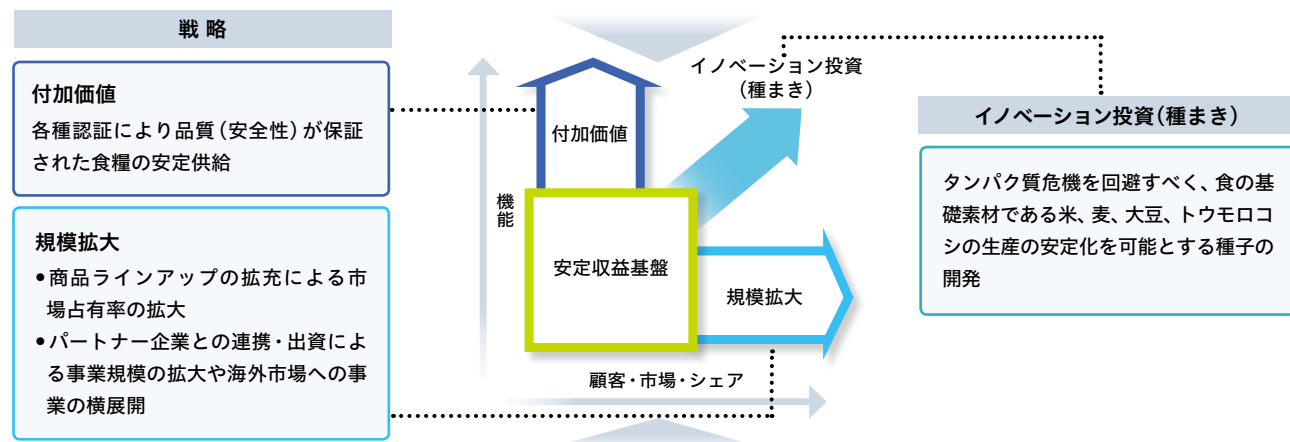 戦 略
付加価値
各種認証により品質（安全性）が保証
された食糧の安定供給
規模拡大
●商品ラインアップの拡充による市
場占有率の拡大
●パートナー企業との連携・出資によ
る事業規模の拡大や海外市場への事
業の横展開
機能
付加価値
イノベーション投資
（種まき）
安定収益基盤
規模拡大
顧客・市場・シェア
イノベーション投資（種まき）
タンパク質危機を回避すべく、食の基
礎素材である米、麦、大豆、トウモロコ
シの生産の安定化を可能とする種子の
開発